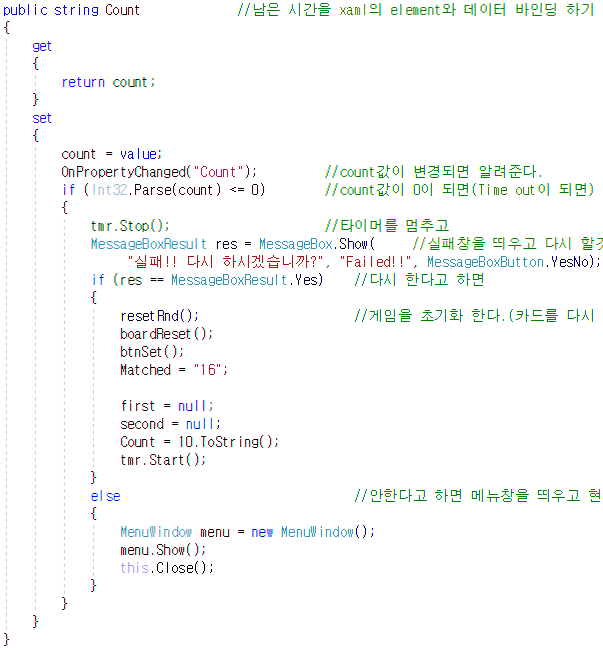 public string Count //남은 시간을 xaml의 element와 데이터 바인딩 하기
{
get
{
return count;
}
set
{
count = value;
OnPropertyChanged("Count"); //count값이 변경되면 알려준다.
if (Int32.Parse(count) <= 0) //count값이 0이 되면(Time out이 되면)
{
tmr.Stop(); //타이머를 멈추고
MessageBoxResult res = MessageBox.Show( //실패창을 띄우고 다시 할것
"실패!! 다시 하시겠습니까?", "Failed!!", MessageBoxButton.YesNo);
if (res == MessageBoxResult.Yes) //다시 한다고 하면
{
resetRnd(); //게임을 초기화 한다.(카드를 다시
boardReset();
btnSet();
Matched = "16";
first = null;
second = null;
Count = 10.ToString();
tmr.Start();
}
else //안한다고 하면 메뉴창을 띄우고 현
{
MenuWindow menu = new MenuWindow();
menu.Show();
this.Close();
}
}
}
}